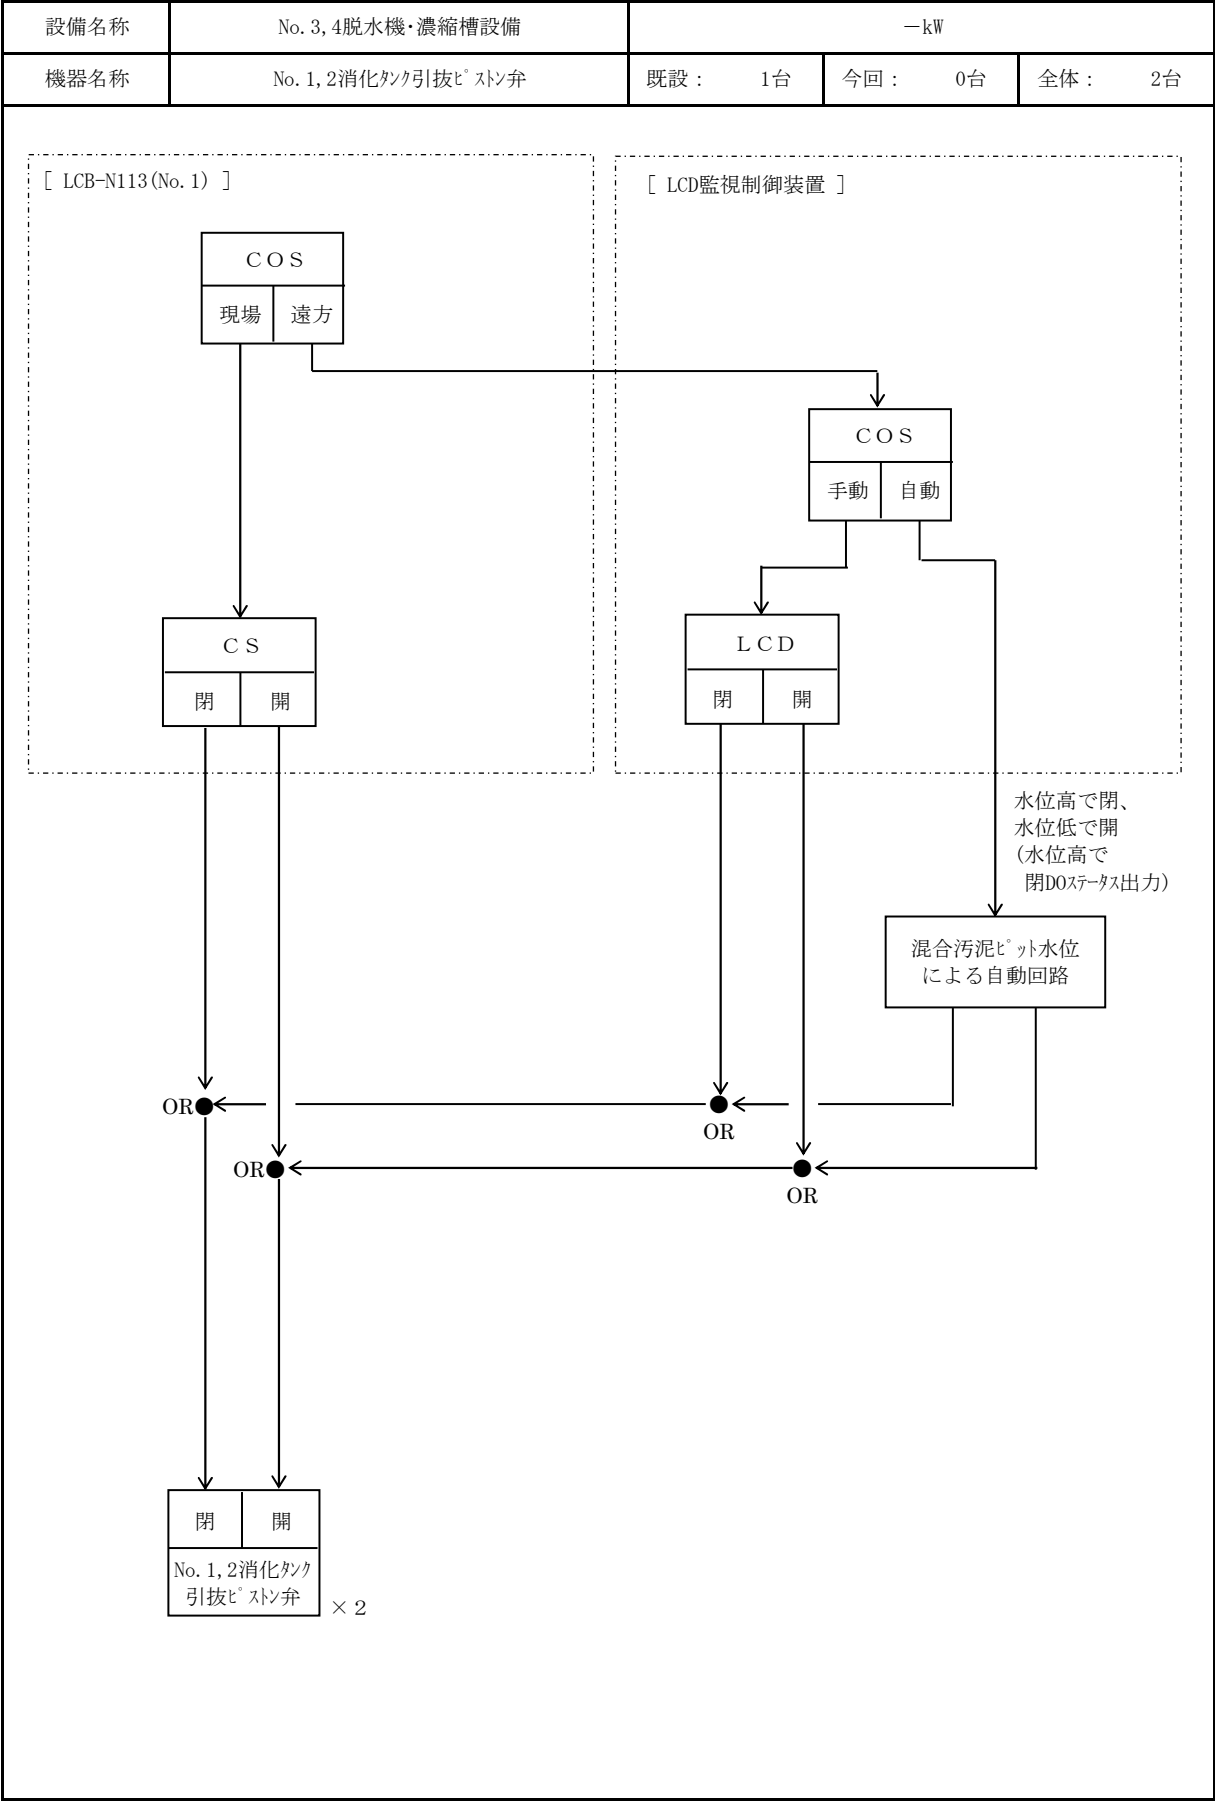 設備名称 No.3,4脱水機・濃縮槽設備 －kW
機器名称 No.1,2消化ﾀﾝｸ引抜ﾋﾟｽﾄﾝ弁 既設： 1台 今回： 0台 全体： 2台
[ LCB-N113(No.1) ]
[ LCD監視制御装置 ]
ＣＯＳ
現場 遠方
ＣＯＳ
手動 自動
ＣＳ
閉 開
ＬＣＤ
閉 開
水位高で閉、
水位低で開
(水位高で
閉DOｽﾃｰﾀｽ出力)
混合汚泥ﾋﾟｯﾄ水位
による自動回路
OR
OR
OR
OR
閉 開
No.1,2消化ﾀﾝｸ
引抜ﾋﾟｽﾄﾝ弁
×２